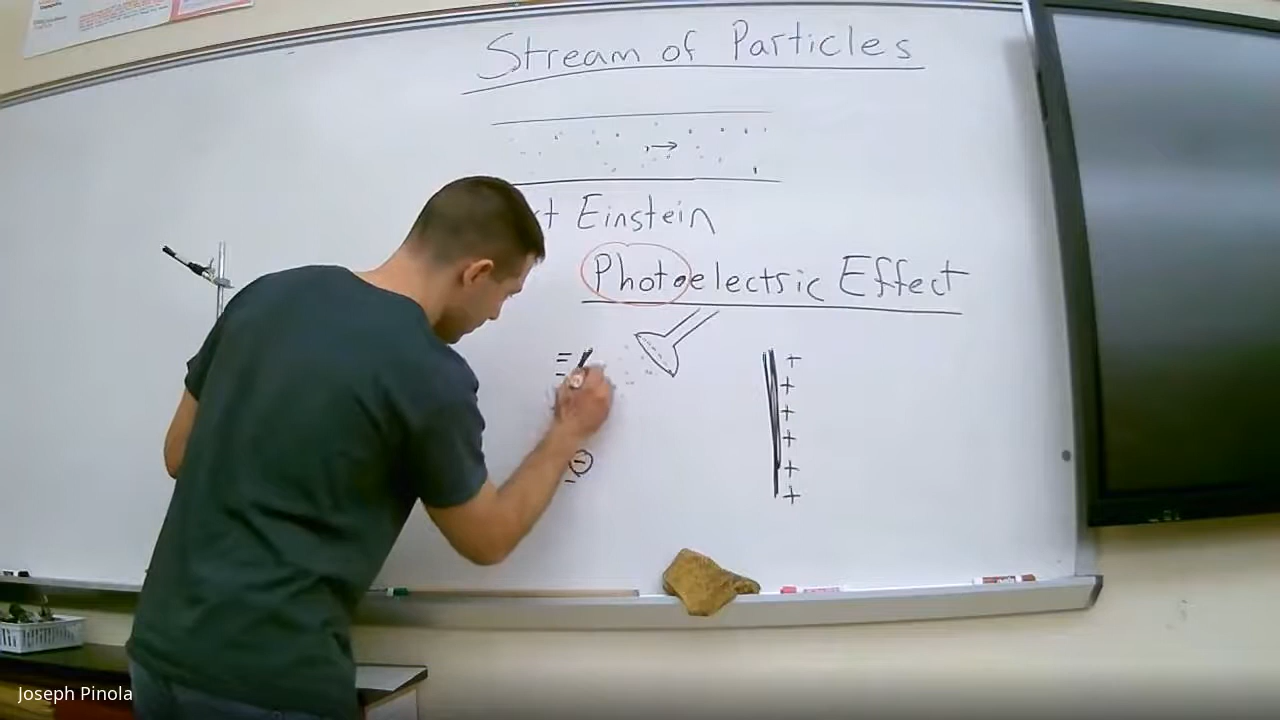 Stream of Particles
Einstein
Photoelectric Effect
=
-
-
-
+
+
+
+
+
+
Joseph Pinola